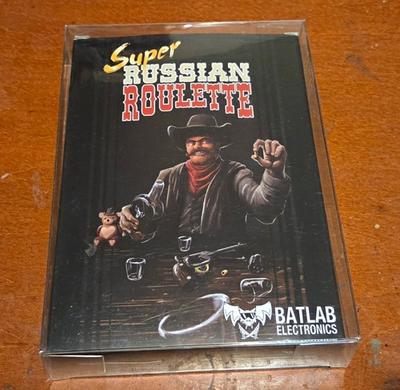 Super
RUSSIAN
ROULETTE
BATLAB
ELECTRONICS